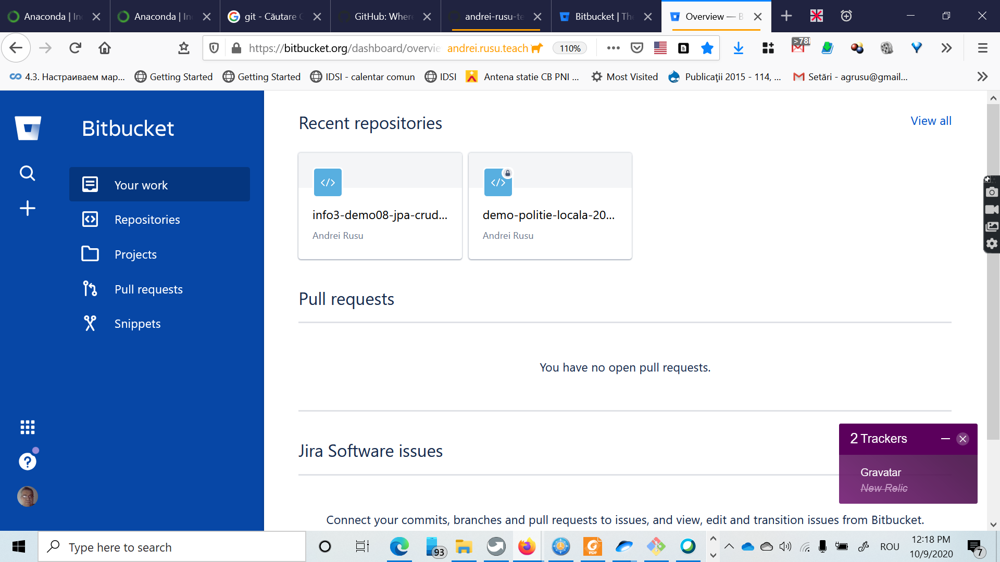 Anaconda | In
Anaconda | In
git - Căutare G
GitHub: Where
andrei-rusu-te
Bitbucket | Th
Overview — B
https://bitbucket.org/dashboard/overvie
andrei.rusu.teach
110%
>78
4.3. Настраиваем мар...
Getting Started
Getting Started
IDSI - calentar comun
IDSI
Antena statie CB PNI ...
Most Visited
Publicaţii 2015 - 114, ...
Setări - agrusu@gmail...
Bitbucket
Your work
Repositories
Projects
Pull requests
Snippets
Recent repositories
View all
info3-demo08-jpa-crud...
Andrei Rusu
demo-politie-locala-20...
Andrei Rusu
Pull requests
You have no open pull requests.
Jira Software issues
Connect your commits, branches and pull requests to issues, and view, edit and transition issues from Bitbucket.
2 Trackers
Gravatar
New Relic
Type here to search
93
PDF
ROU
12:18 PM
10/9/2020
7